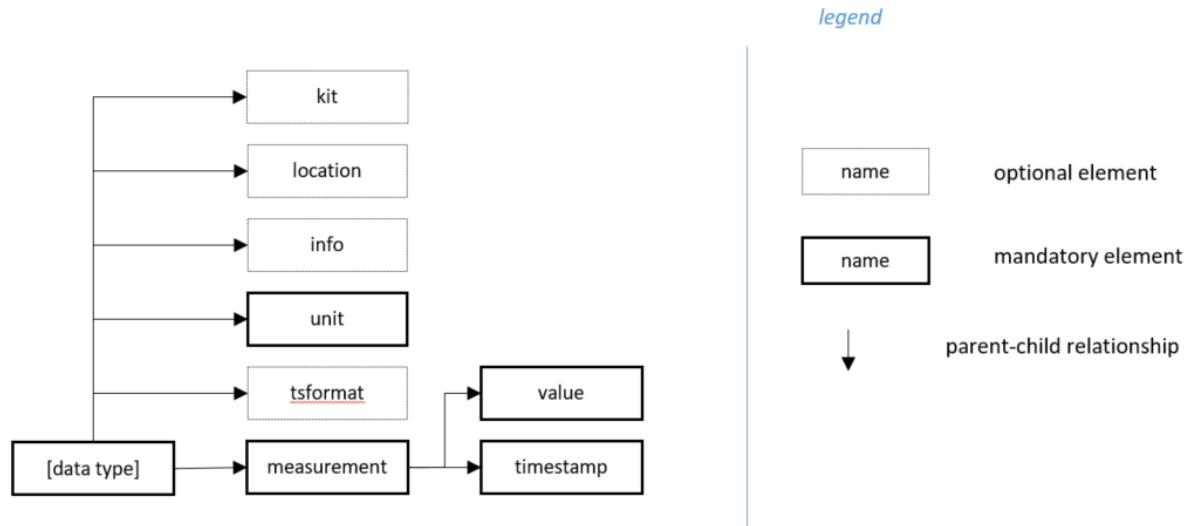 legend
kit
location
info
unit
tsformat
[data type]
measurement
value
timestamp
name
optional element
name
mandatory element
parent-child relationship